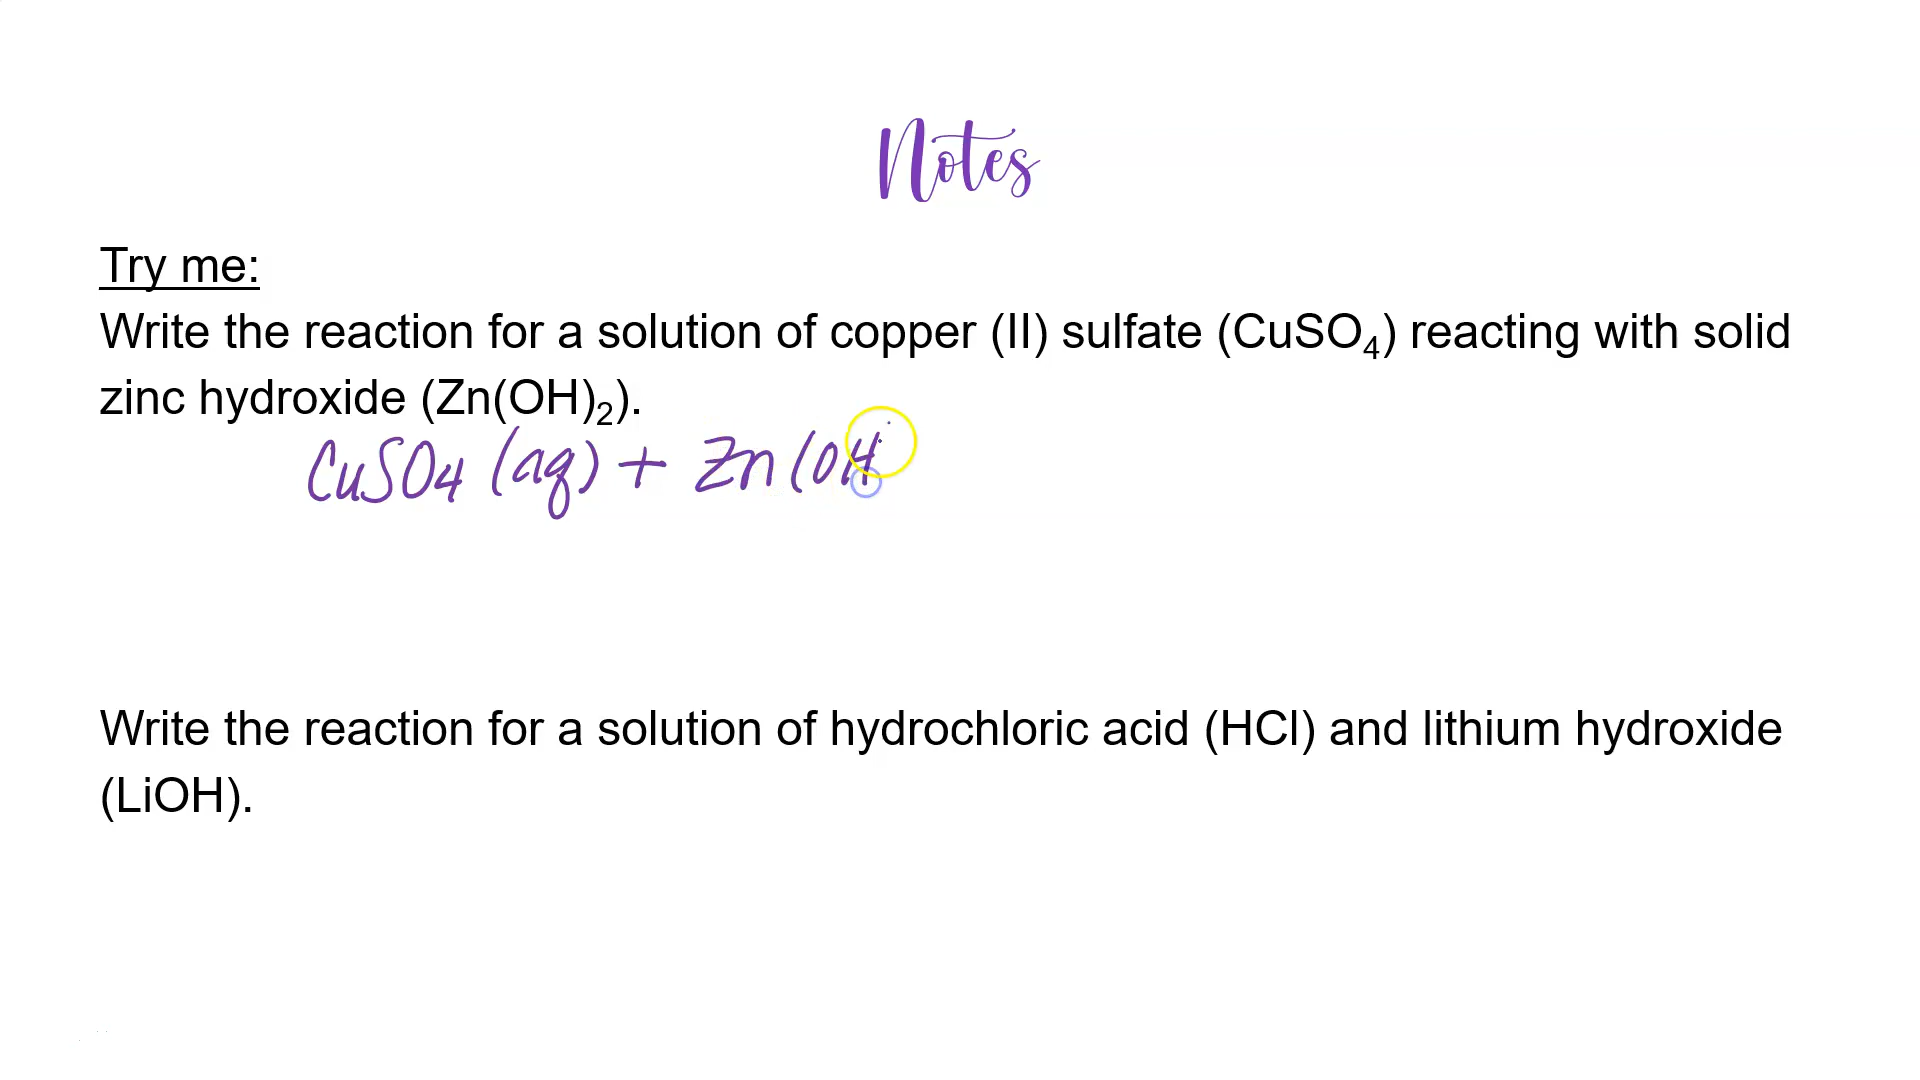 Notes
Try me:
Write the reaction for a solution of copper (II) sulfate (CuSO₄) reacting with solid
zinc hydroxide (Zn(OH)₂).
CuSO4 (aq) + Zn (OH
Write the reaction for a solution of hydrochloric acid (HCl) and lithium hydroxide
(LiOH).